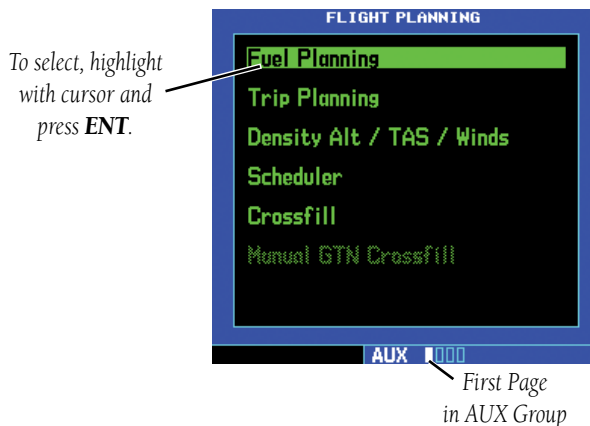 FLIGHT PLANNING
To select, highlight
with cursor and
press ENT.
Fuel Planning
Trip Planning
Density Alt / TAS / Winds
Scheduler
Crossfill
Manual GTN Crossfill
AUX
First Page
in AUX Group